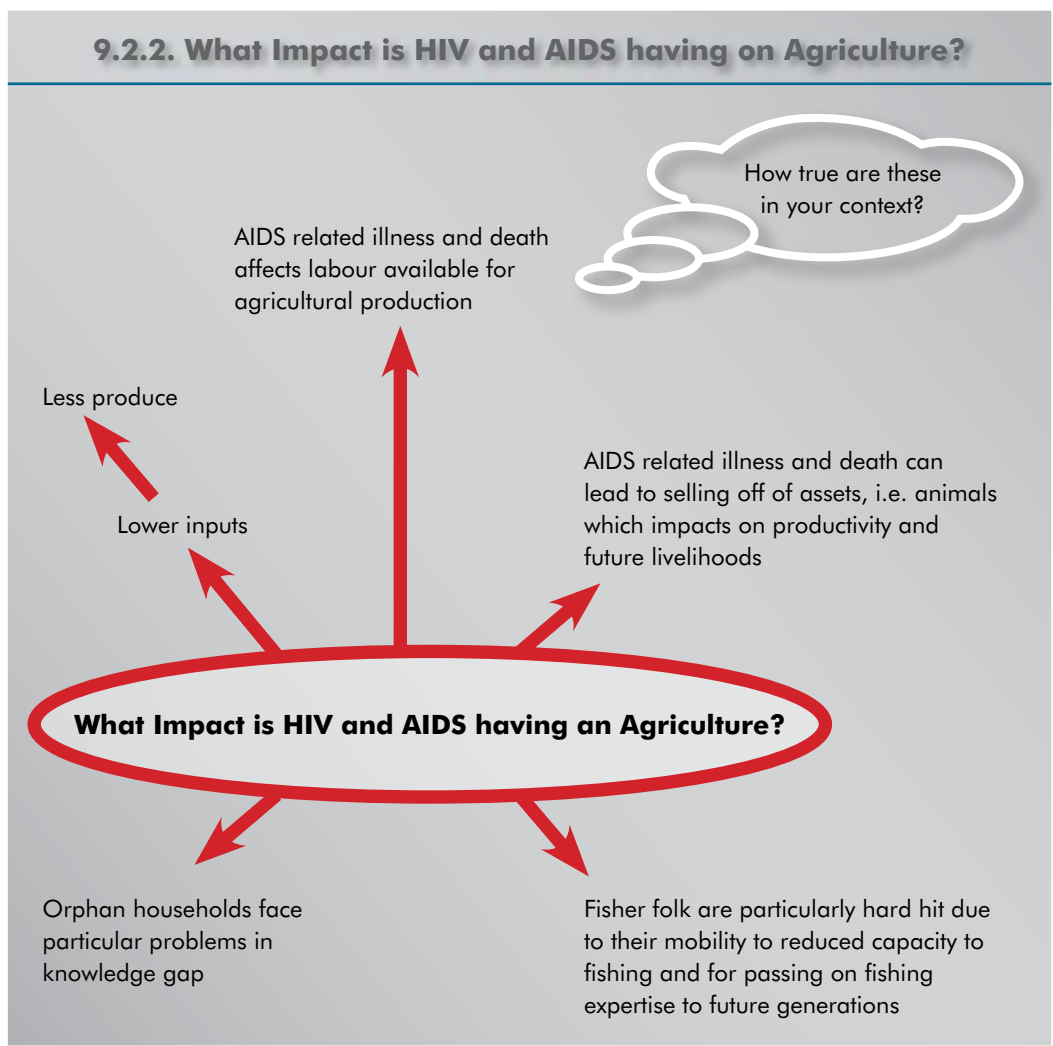 9.2.2. What Impact is HIV and AIDS having on Agriculture?
How true are these
in your context?
AIDS related illness and death
affects labour available for
agricultural production
Less produce
Lower inputs
AIDS related illness and death can
lead to selling off of assets, i.e. animals
which impacts on productivity and
future livelihoods
What Impact is HIV and AIDS having an Agriculture?
Orphan households face
particular problems in
knowledge gap
Fisher folk are particularly hard hit due
to their mobility to reduced capacity to
fishing and for passing on fishing
expertise to future generations